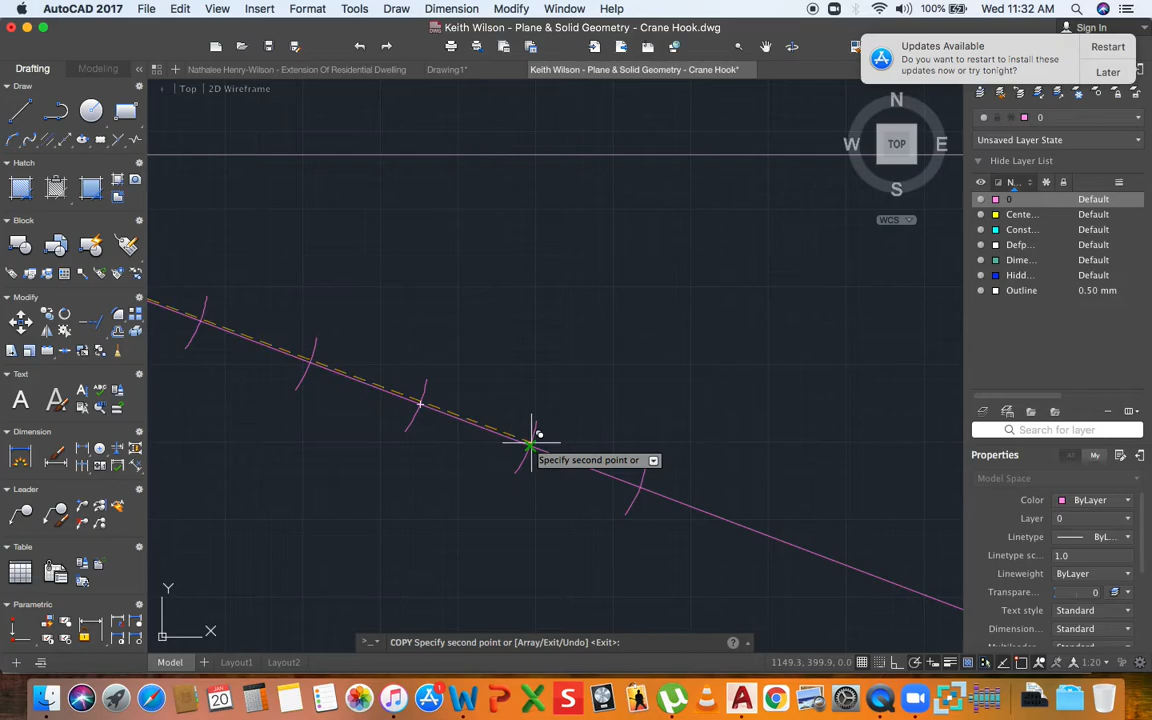 AutoCAD 2017 File Edit View Insert Format Tools Draw Dimension Modify Window Help 100% Wed 11:32 AM
Keith Wilson - Plane & Solid Geometry - Crane Hook.dwg
Sign In
Updates Available
Do you want to restart to install these
updates now or try tonight?
Restart
Later
Drafting Modeling
Nathalee Henry-Wilson - Extension Of Residential Dwelling Drawing1* Keith Wilson - Plane & Solid Geometry - Crane Hook*
Top 2D Wireframe
Draw
Hatch
Block
Modify
Text
Dimension
Leader
Table
Parametric
N
W TOP E
S
WCS
0
Unsaved Layer State
Hide Layer List
N...
0 Default
Cente... Default
Const... Default
Defp... Default
Dime... Default
Hidd... Default
Outline 0.50 mm
Search for layer
Properties All My
Model Space
Color ByLayer
Layer 0
Linetype ByL...
Linetype sc... 1.0
Lineweight ByLayer
Transpare... 0
Text style Standard
Dimension... Standard
Specify second point or
Y
X
>_ COPY Specify second point or [Array/Exit/Undo] <Exit>:
Model Layout1 Layout2
1149.3, 399.9, 0.0
1:20